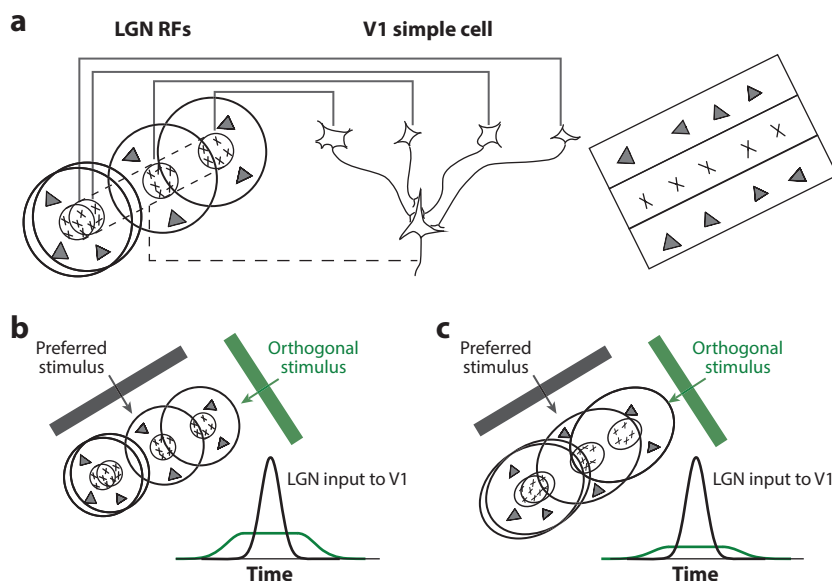 a
LGN RFs
V1 simple cell
b
Preferred
stimulus
Orthogonal
stimulus
LGN input to V1
Time
c
Preferred
stimulus
Orthogonal
stimulus
LGN input to V1
Time